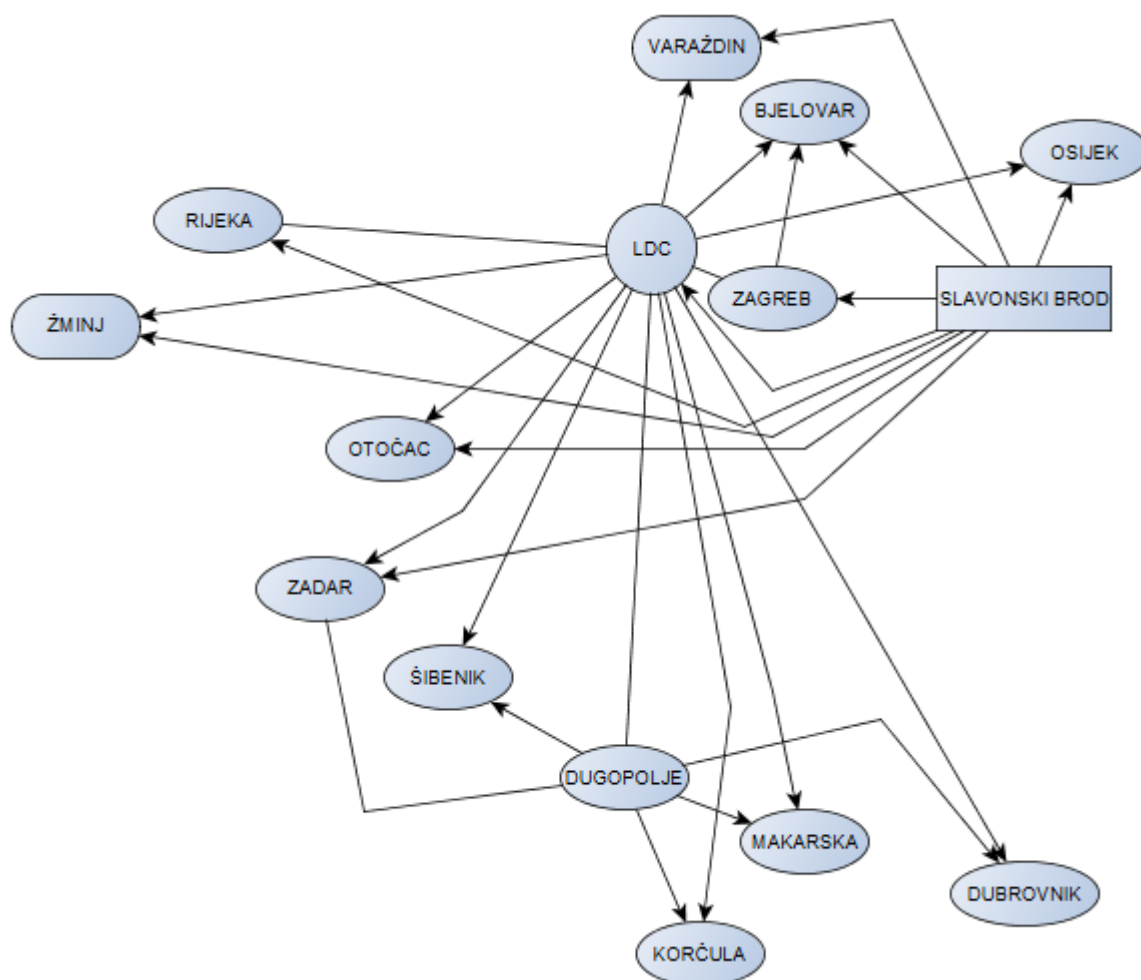 VARAŽDIN
BJELOVAR
OSIJEK
RIJEKA
LDC
ZAGREB
SLAVONSKI BROD
ŽMINJ
OTOČAC
ZADAR
ŠIBENIK
DUGOPOLJE
MAKARSKA
DUBROVNIK
KORČULA